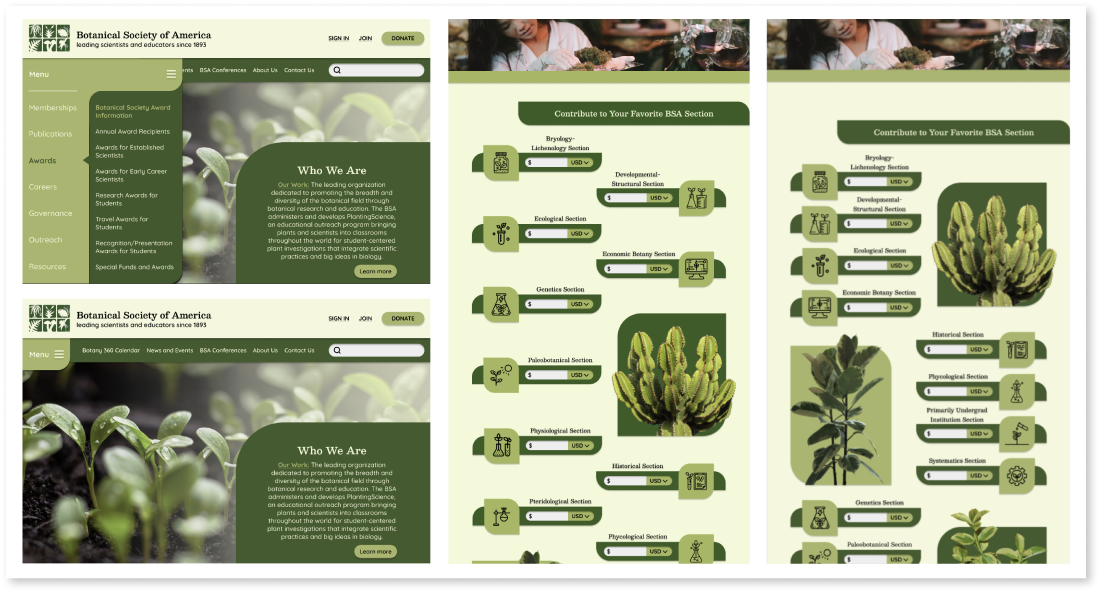 Botanical Society of America
leading scientists and educators since 1893
SIGN IN JOIN DONATE
Menu
ents BSA Conferences About Us Contact Us
Memberships
Publications
Awards
Careers
Governance
Outreach
Resources
Botanical Society Award
Information
Annual Award Recipients
Awards for Established
Scientists
Awards for Early Career
Scientists
Research Awards for
Students
Travel Awards for
Students
Recognition/Presentation
Awards for Students
Special Funds and Awards
Who We Are
Our Work: The leading organization
dedicated to promoting the breadth and
diversity of the botanical field through
botanical research and education. The BSA
administers and develops PlantingScience,
an educational outreach program bringing
plants and scientists into classrooms
throughout the world for student-centered
plant investigations that integrate scientific
practices and big ideas in biology.
Learn more
Botanical Society of America
leading scientists and educators since 1893
SIGN IN JOIN DONATE
Menu
Botany 360 Calendar News and Events BSA Conferences About Us Contact Us
Who We Are
Our Work: The leading organization
dedicated to promoting the breadth and
diversity of the botanical field through
botanical research and education. The BSA
administers and develops PlantingScience,
an educational outreach program bringing
plants and scientists into classrooms
throughout the world for student-centered
plant investigations that integrate scientific
practices and big ideas in biology.
Learn more
Contribute to Your Favorite BSA Section
Bryology-
Lichenology Section
$ USD
Developmental-
Structural Section
$ USD
Ecological Section
$ USD
Economic Botany Section
$ USD
Genetics Section
$ USD
Paleobotanical Section
$ USD
Physiological Section
$ USD
Historical Section
$ USD
Pteridological Section
$ USD
Phycological Section
$ USD
Contribute to Your Favorite BSA Section
Bryology-
Lichenology Section
$ USD
Developmental-
Structural Section
$ USD
Ecological Section
$ USD
Economic Botany Section
$ USD
Historical Section
$ USD
Phycological Section
$ USD
Primarily Undergrad
Institution Section
$ USD
Systematics Section
$ USD
Genetics Section
$ USD
Paleobotanical Section
$ USD